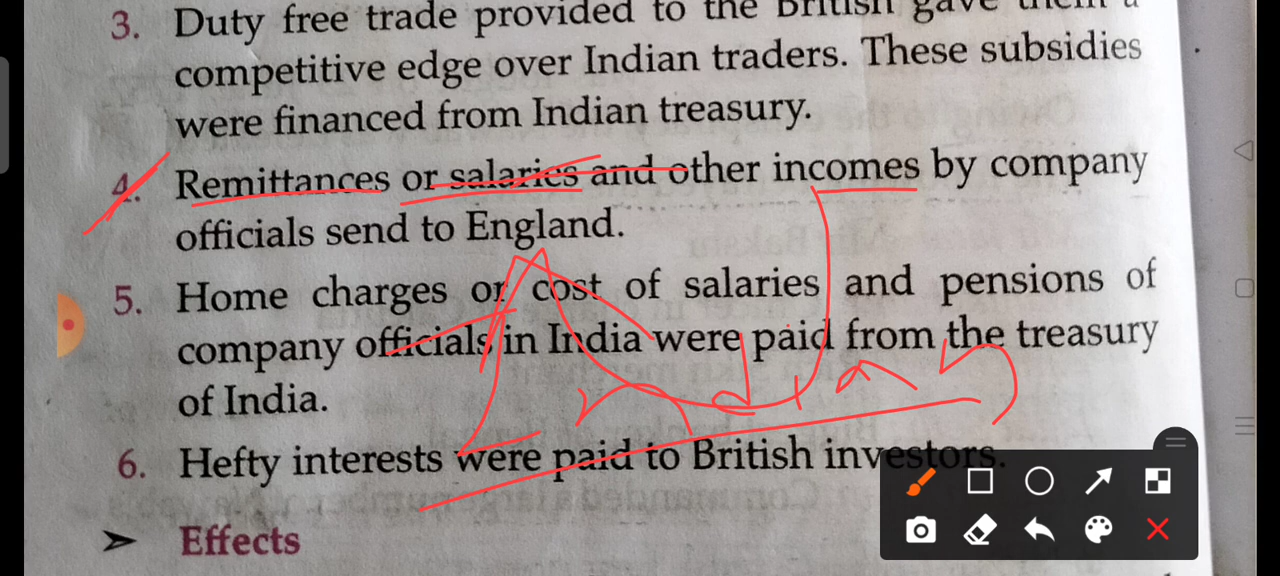 3. Duty free trade provided to the British gave them a
competitive edge over Indian traders. These subsidies
were financed from Indian treasury.
4. Remittances or salaries and other incomes by company
officials send to England.
5. Home charges or cost of salaries and pensions of
company officials in India were paid from the treasury
of India.
6. Hefty interests were paid to British investors.
➤ Effects